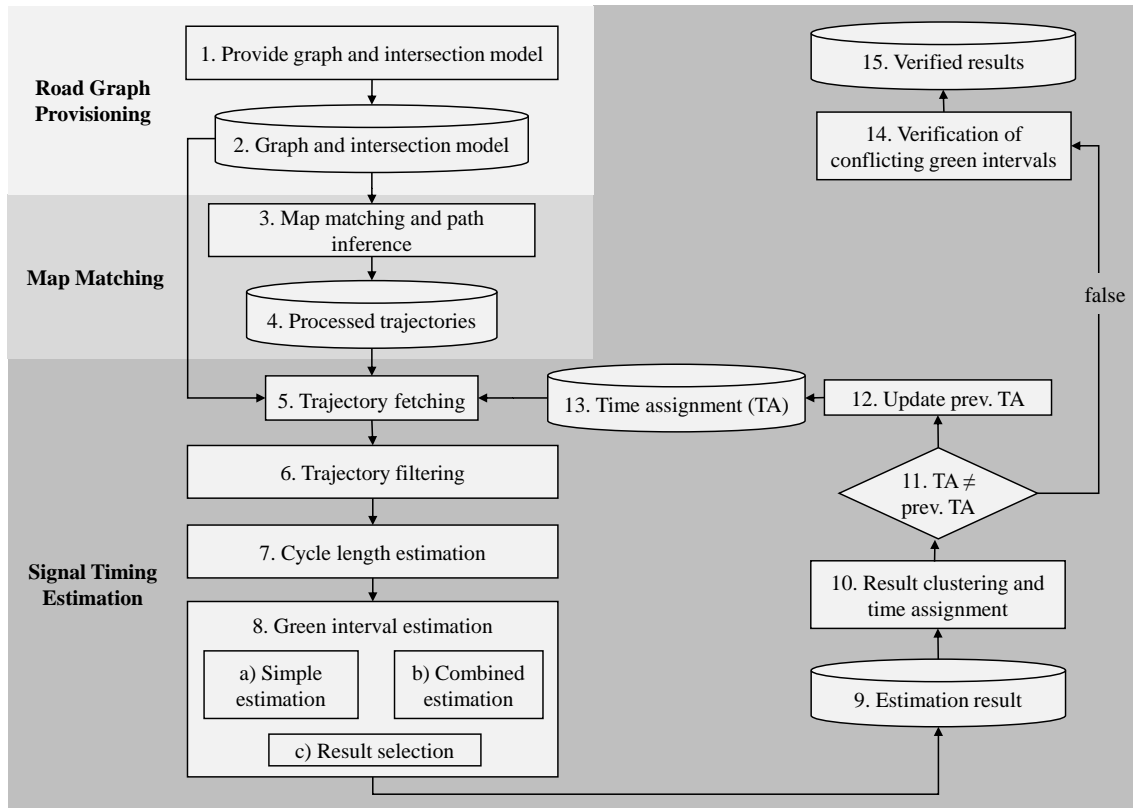 Road Graph
Provisioning
1. Provide graph and intersection model
2. Graph and intersection model
Map Matching
3. Map matching and path
inference
4. Processed trajectories
Signal Timing
Estimation
5. Trajectory fetching
6. Trajectory filtering
7. Cycle length estimation
8. Green interval estimation
a) Simple
estimation
b) Combined
estimation
c) Result selection
9. Estimation result
10. Result clustering and
time assignment
11. TA ≠
prev. TA
12. Update prev. TA
13. Time assignment (TA)
false
14. Verification of
conflicting green intervals
15. Verified results